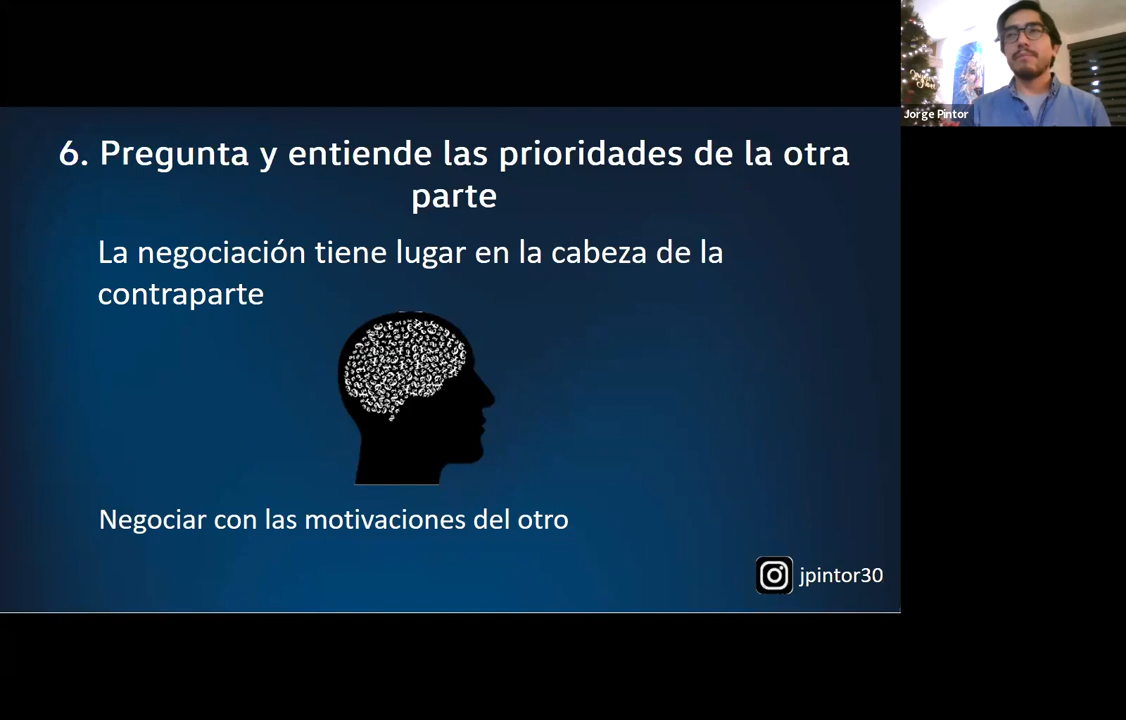 6. Pregunta y entiende las prioridades de la otra
parte
La negociación tiene lugar en la cabeza de la
contraparte
Negociar con las motivaciones del otro
jpintor30
Jorge Pintor